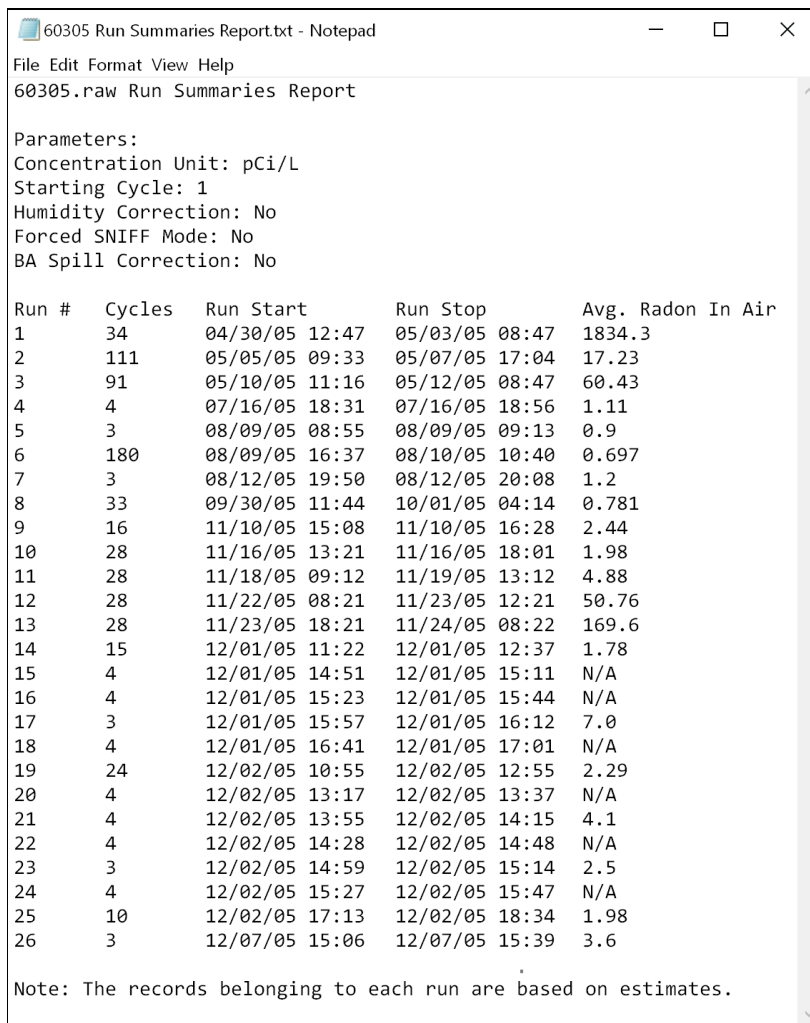 60305 Run Summaries Report.txt - Notepad
File Edit Format View Help
60305.raw Run Summaries Report
Parameters:
Concentration Unit: pCi/L
Starting Cycle: 1
Humidity Correction: No
Forced SNIFF Mode: No
BA Spill Correction: No
Run # Cycles Run Start Run Stop Avg. Radon In Air
1 34 04/30/05 12:47 05/03/05 08:47 1834.3
2 111 05/05/05 09:33 05/07/05 17:04 17.23
3 91 05/10/05 11:16 05/12/05 08:47 60.43
4 4 07/16/05 18:31 07/16/05 18:56 1.11
5 3 08/09/05 08:55 08/09/05 09:13 0.9
6 180 08/09/05 16:37 08/10/05 10:40 0.697
7 3 08/12/05 19:50 08/12/05 20:08 1.2
8 33 09/30/05 11:44 10/01/05 04:14 0.781
9 16 11/10/05 15:08 11/10/05 16:28 2.44
10 28 11/16/05 13:21 11/16/05 18:01 1.98
11 28 11/18/05 09:12 11/19/05 13:12 4.88
12 28 11/22/05 08:21 11/23/05 12:21 50.76
13 28 11/23/05 18:21 11/24/05 08:22 169.6
14 15 12/01/05 11:22 12/01/05 12:37 1.78
15 4 12/01/05 14:51 12/01/05 15:11 N/A
16 4 12/01/05 15:23 12/01/05 15:44 N/A
17 3 12/01/05 15:57 12/01/05 16:12 7.0
18 4 12/01/05 16:41 12/01/05 17:01 N/A
19 24 12/02/05 10:55 12/02/05 12:55 2.29
20 4 12/02/05 13:17 12/02/05 13:37 N/A
21 4 12/02/05 13:55 12/02/05 14:15 4.1
22 4 12/02/05 14:28 12/02/05 14:48 N/A
23 3 12/02/05 14:59 12/02/05 15:14 2.5
24 4 12/02/05 15:27 12/02/05 15:47 N/A
25 10 12/02/05 17:13 12/02/05 18:34 1.98
26 3 12/07/05 15:06 12/07/05 15:39 3.6
Note: The records belonging to each run are based on estimates.